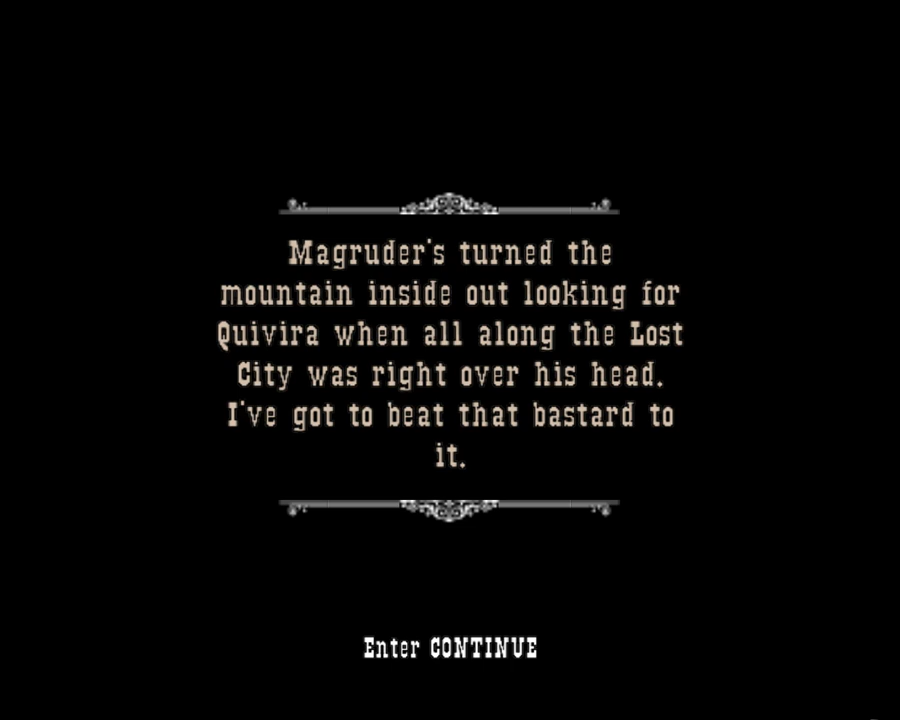 Magruder's turned the
mountain inside out looking for
Quivira when all along the Lost
City was right over his head.
I've got to beat that bastard to
it.
Enter CONTINUE